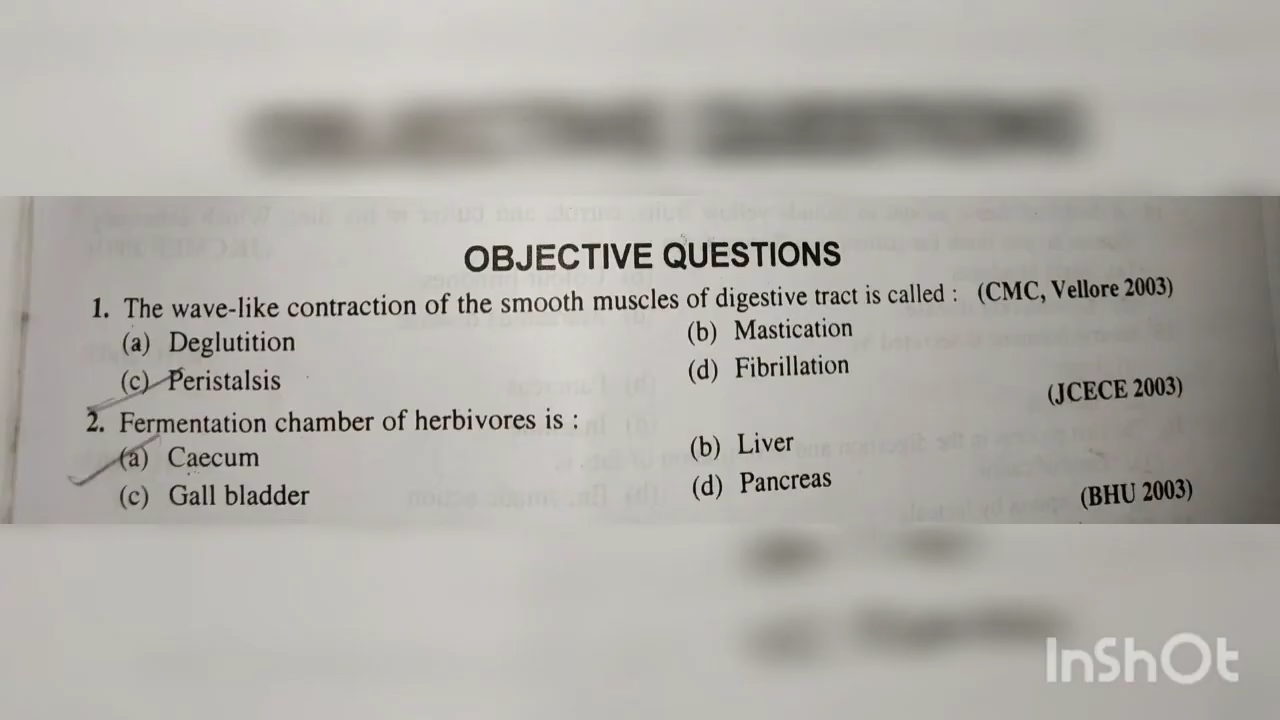 OBJECTIVE QUESTIONS
1. The wave-like contraction of the smooth muscles of digestive tract is called : (CMC, Vellore 2003)
(a) Deglutition (b) Mastication
(c) Peristalsis (d) Fibrillation
(JCECE 2003)
2. Fermentation chamber of herbivores is :
(a) Caecum (b) Liver
(c) Gall bladder (d) Pancreas
(BHU 2003)
InShOt